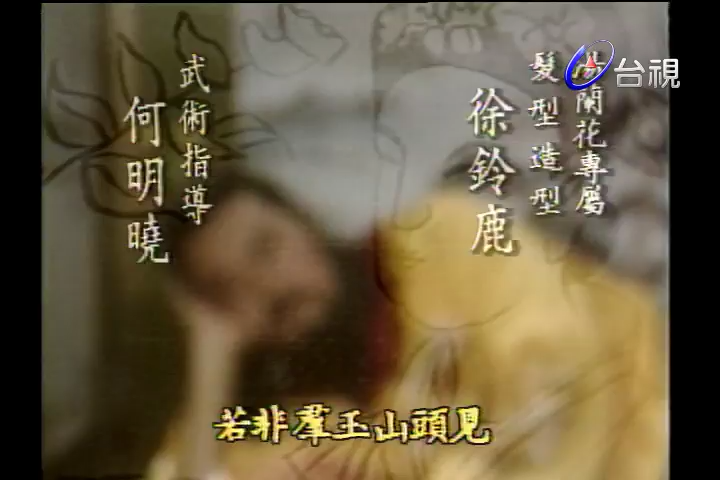 台視
湯蘭花專屬
髮型造型
徐鈴鹿
武術指導
何明曉
若非羣玉山頭見